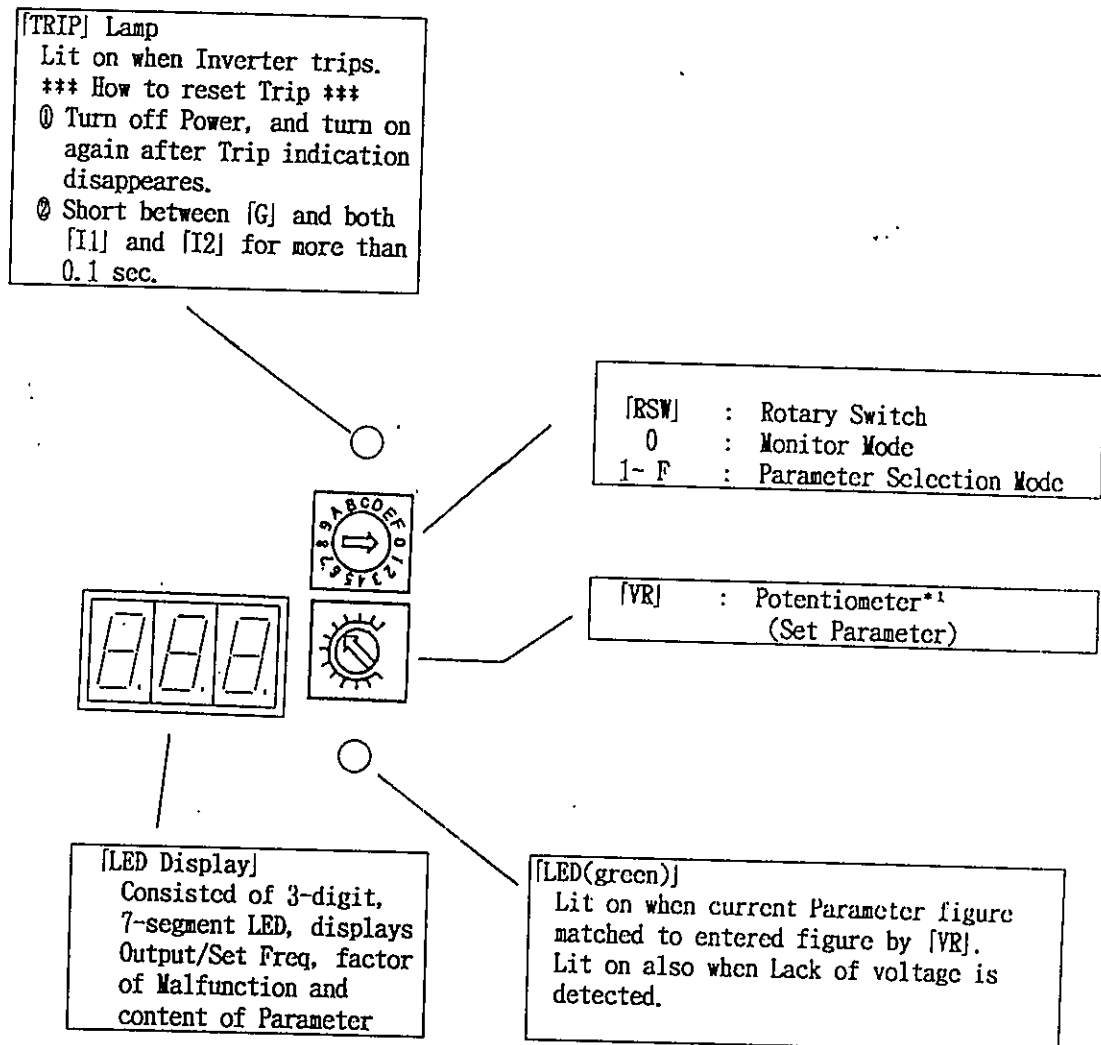 「TRIP」 Lamp
Lit on when Inverter trips.
*** How to reset Trip ***
① Turn off Power, and turn on
again after Trip indication
disappeares.
② Short between 「G」 and both
「I1」 and 「I2」 for more than
0.1 sec.
「RSW」 : Rotary Switch
0 : Monitor Mode
1~ F : Parameter Selection Mode
0123456789ABCDEF
「VR」 : Potentiometer*1
(Set Parameter)
「LED Display」
Consisted of 3-digit,
7-segment LED, displays
Output/Set Freq, factor
of Malfunction and
content of Parameter
「LED(green)」
Lit on when current Parameter figure
matched to entered figure by 「VR」.
Lit on also when Lack of voltage is
detected.